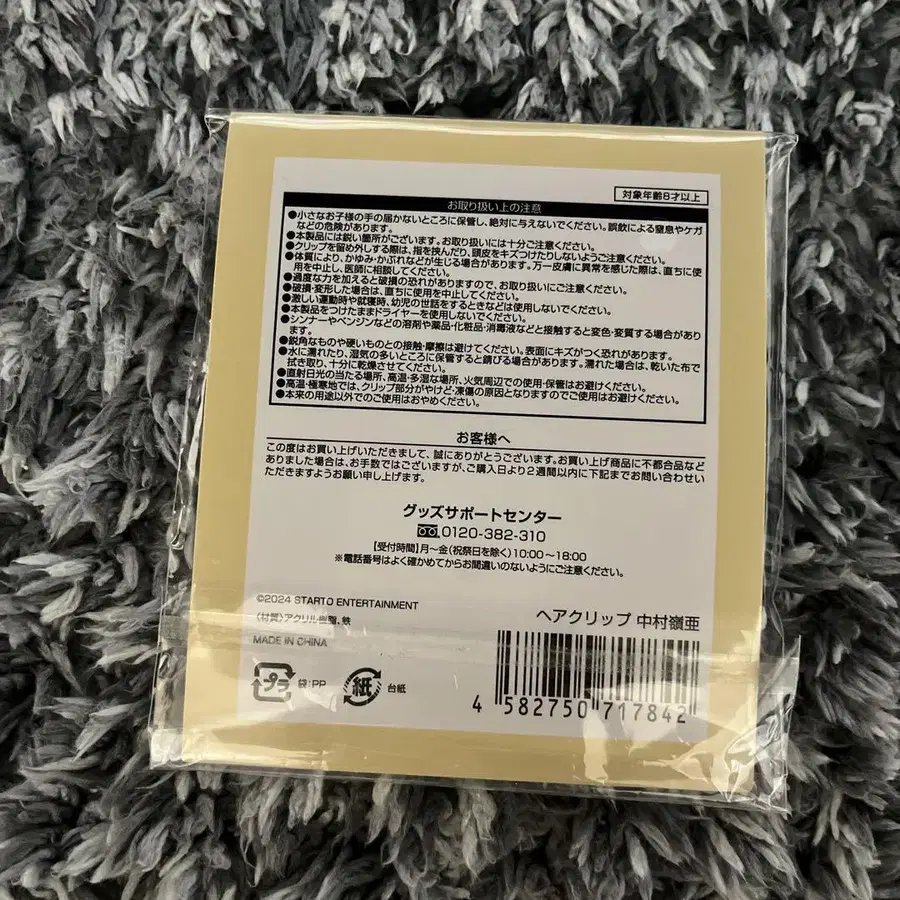 対象年齢8才以上
お取り扱い上の注意
●小さなお子様の手の届かないところに保管し、絶対に与えないでください。誤飲による窒息やケガ
などの危険があります。
●本製品には鋭い箇所がございます。お取り扱いには十分ご注意ください。
●クリップを留め外しする際は、指を挟んだり、頭皮をキズつけたりしないようご注意ください。
●体質により、かゆみ・かぶれなどが生じる場合があります。万一皮膚に異常を感じた際は、直ちに使
用を中止し、医師に相談してください。
●過度な力を加えると破損の恐れがありますので、お取り扱いにご注意ください。
●破損・変形した場合は、直ちに使用を中止してください。
●激しい運動時や就寝時、幼児の世話をするときなどは使用しないでください。
●本製品をつけたままドライヤーを使用しないでください。
●シンナーやベンジンなどの溶剤や薬品・化粧品・消毒液などと接触すると変色・変質する場合があり
ます。
●鋭角なものや硬いものとの接触・摩擦は避けてください。表面にキズがつく恐れがあります。
●水に濡れたり、湿気の多いところに保管すると錆びる場合があります。濡れた場合は、乾いた布で
拭き取り、十分に乾燥させてください。
●直射日光の当たる場所、高温・多湿な場所、火気周辺での使用・保管はお避けください。
●高温・極寒地では、クリップ部分がやけど・凍傷の原因となりますのでご使用はお避けください。
●本来の用途以外でのご使用はおやめください。
お客様へ
この度はお買い上げいただきまして、誠にありがとうございます。お買い上げ商品に不都合品など
ありました場合は、お手数ではございますが、ご購入日より2週間以内に下記までお問い合わせい
ただきますようお願い申し上げます。
グッズサポートセンター
0120-382-310
【受付時間】月〜金(祝祭日を除く)10:00〜18:00
※電話番号はよく確かめてからお間違いのないようにご注意ください。
©2024 STARTO ENTERTAINMENT
〈材質〉アクリル樹脂、鉄
MADE IN CHINA
ヘアクリップ 中村嶺亜
プラ 袋:PP 紙 台紙
4 582750 717842